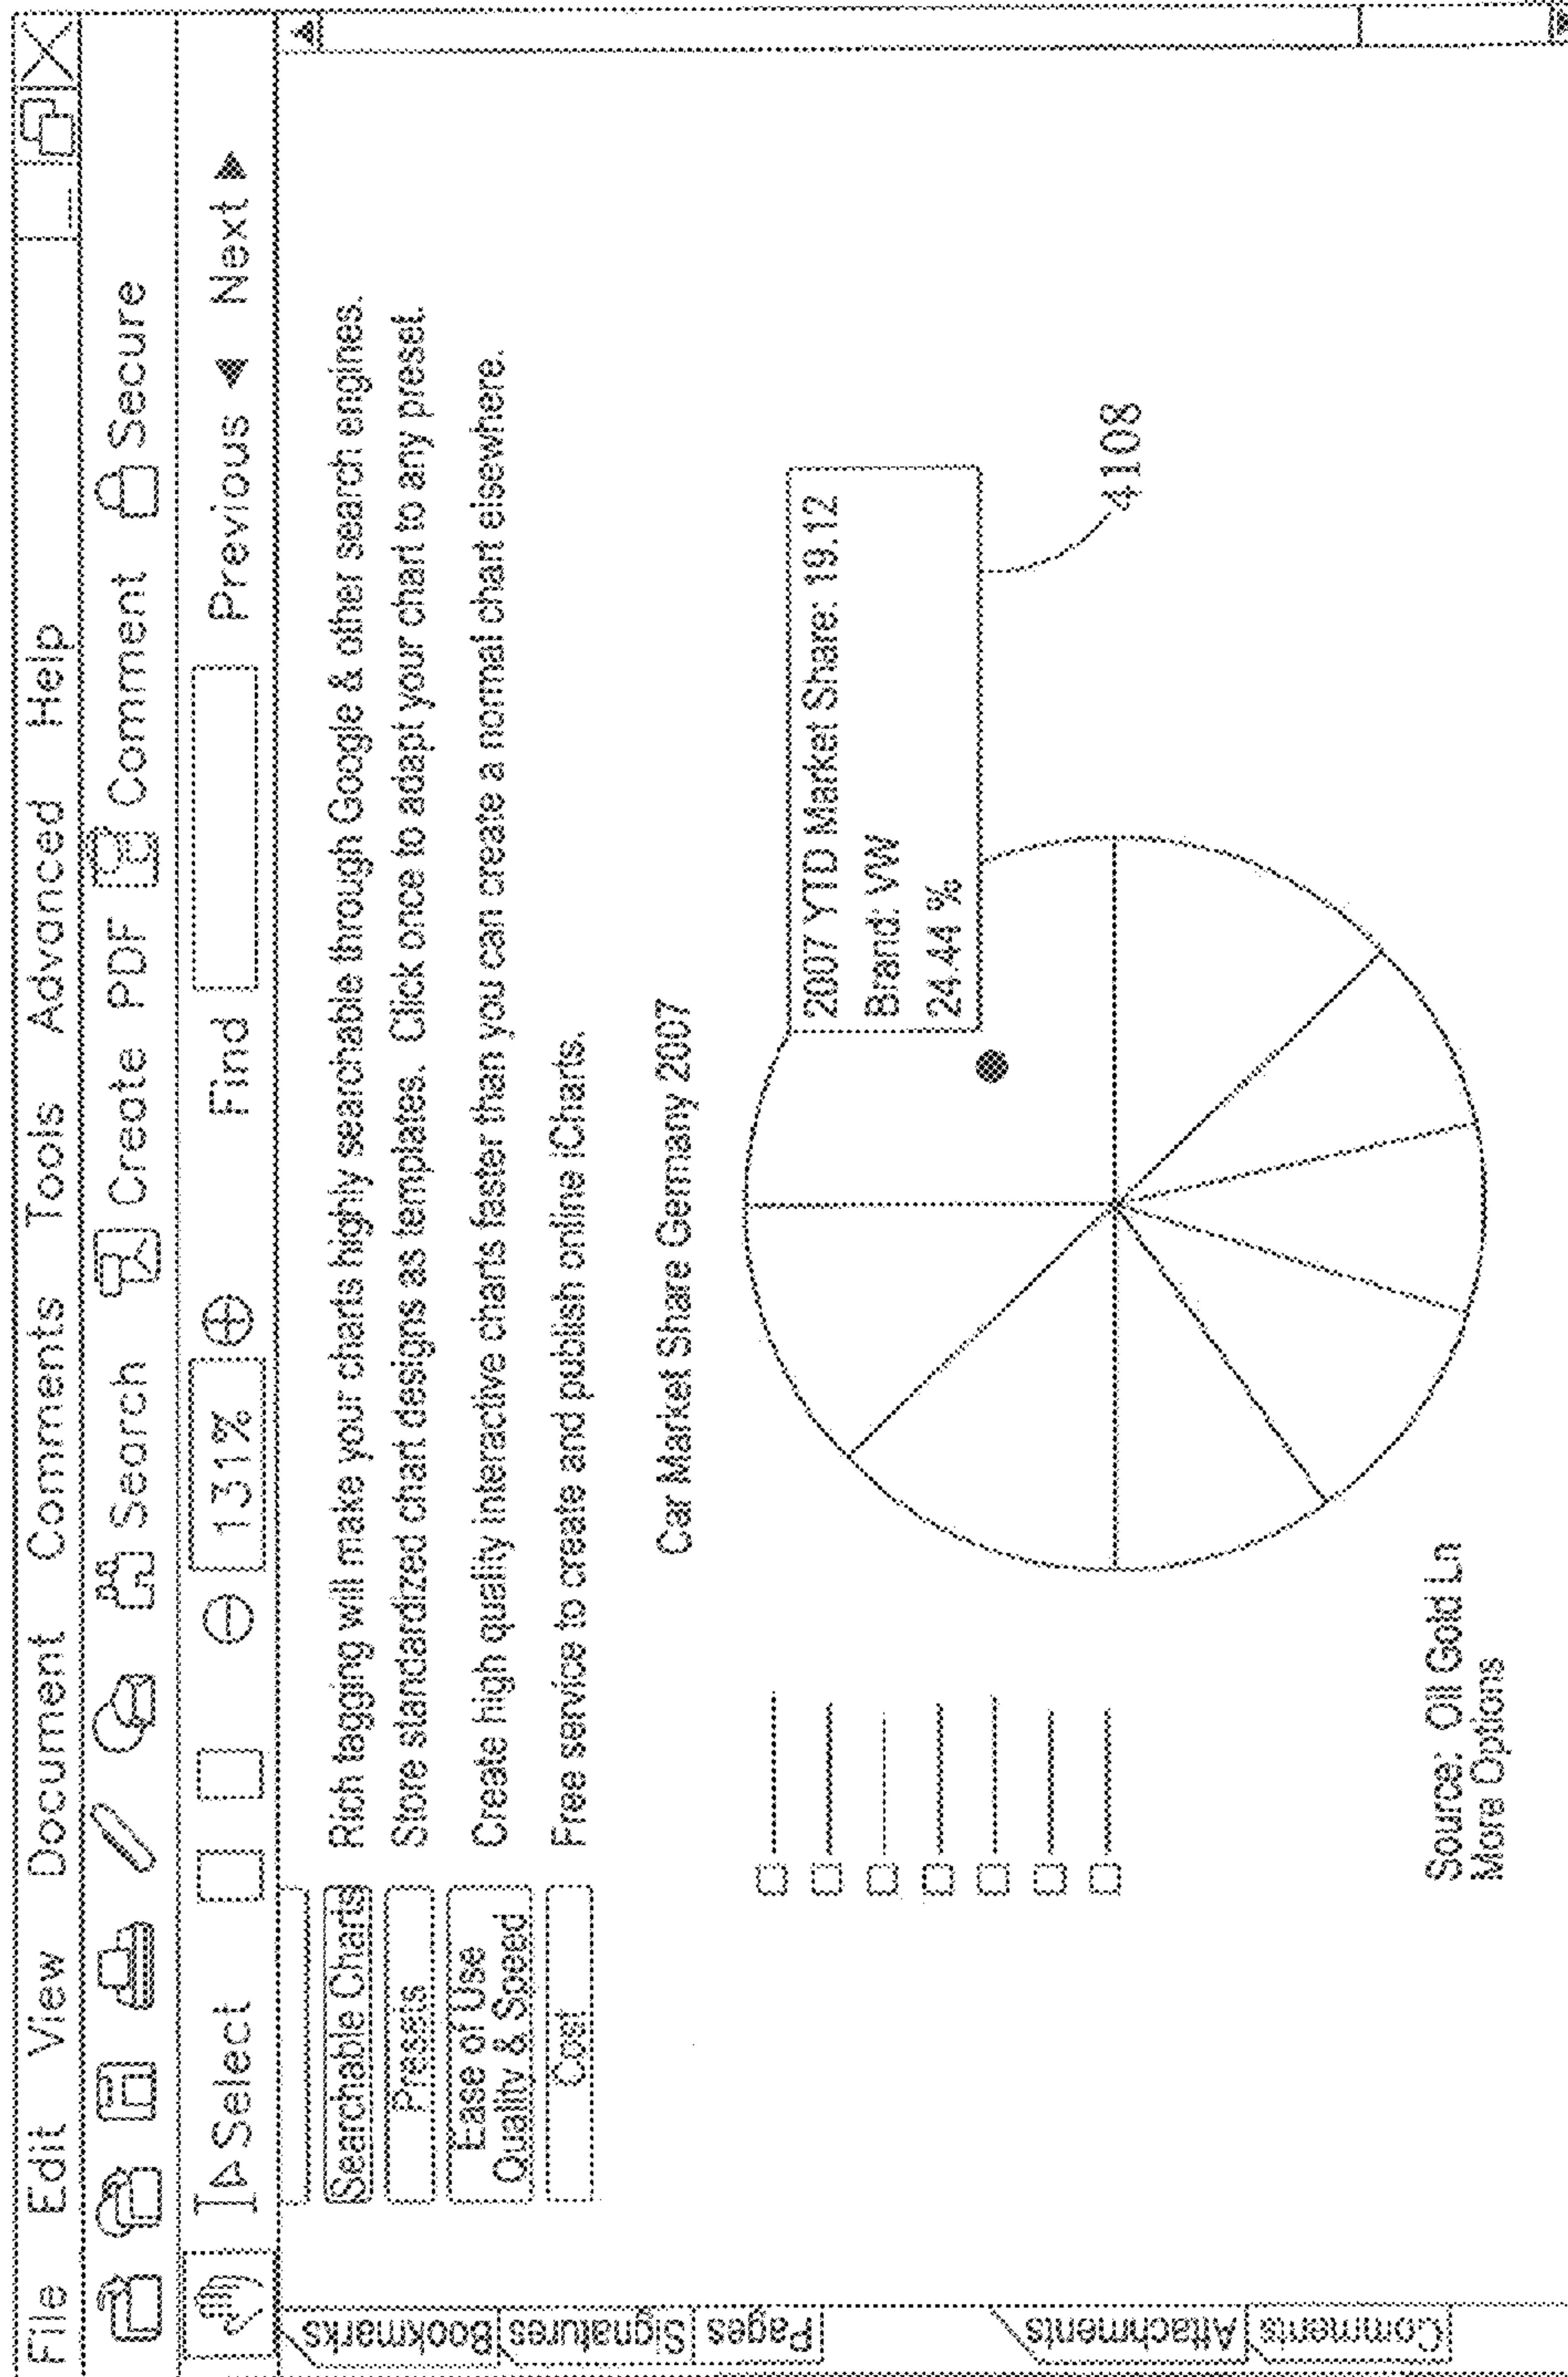 File Edit View Document Comments Tools Advanced Help
Search Create PDF Comment Secure
Select 131% Find Previous Next
Searchable Charts Rich tagging will make your charts highly searchable through Google & other search engines.
Presets Store standardized chart designs as templates. Click once to adapt your chart to any preset.
Ease of Use
Quality & Speed Create high quality interactive charts faster than you can create a normal chart elsewhere.
Cost Free service to create and publish online iCharts.
Car Market Share Germany 2007
2007 YTD Market Share: 19.12
Brand: VW
24.44 %
4108
Source: Oil Gold Ln
More Options
Bookmarks
Signatures
Pages
Attachments
Comments